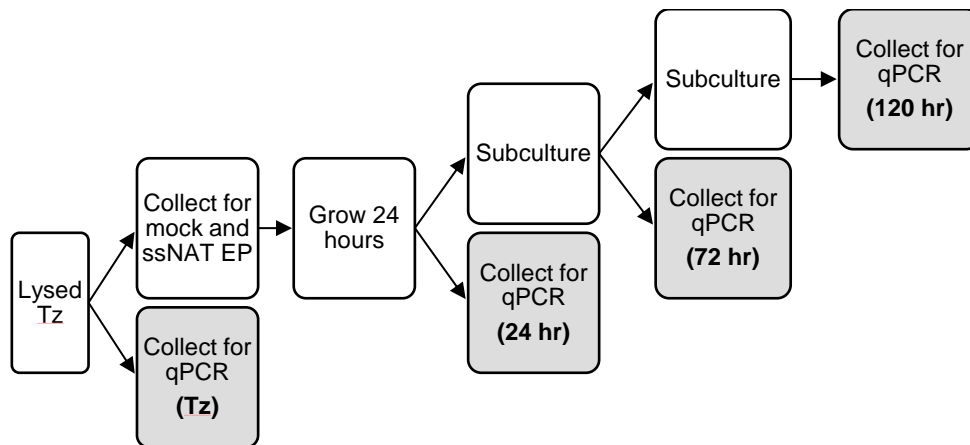 Lysed
Tz
Collect for
mock and
ssNAT EP
Collect for
qPCR
(Tz)
Grow 24
hours
Subculture
Collect for
qPCR
(24 hr)
Subculture
Collect for
qPCR
(72 hr)
Collect for
qPCR
(120 hr)